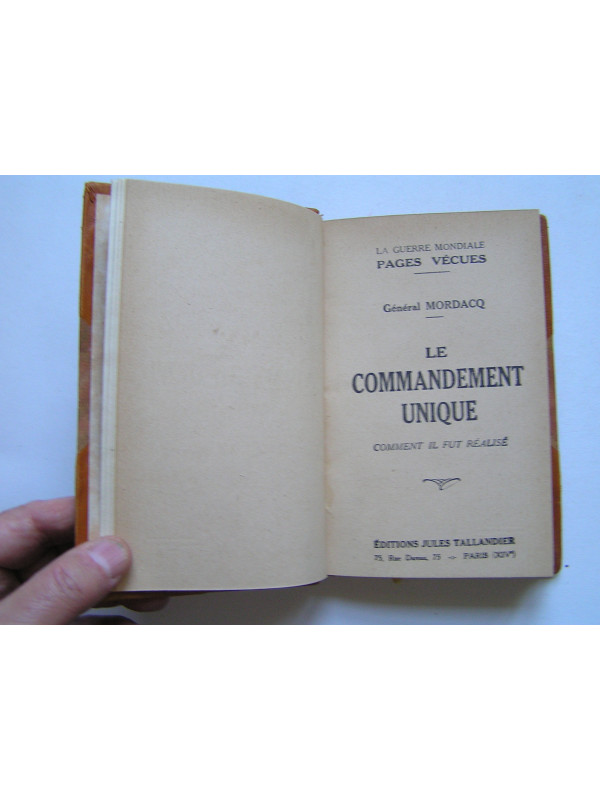 LA GUERRE MONDIALE
PAGES VÉCUES
Général MORDACQ
LE
COMMANDEMENT
UNIQUE
COMMENT IL FUT RÉALISÉ
ÉDITIONS JULES TALLANDIER
75, Rue Dareau, 75 — PARIS (XIVᵉ)